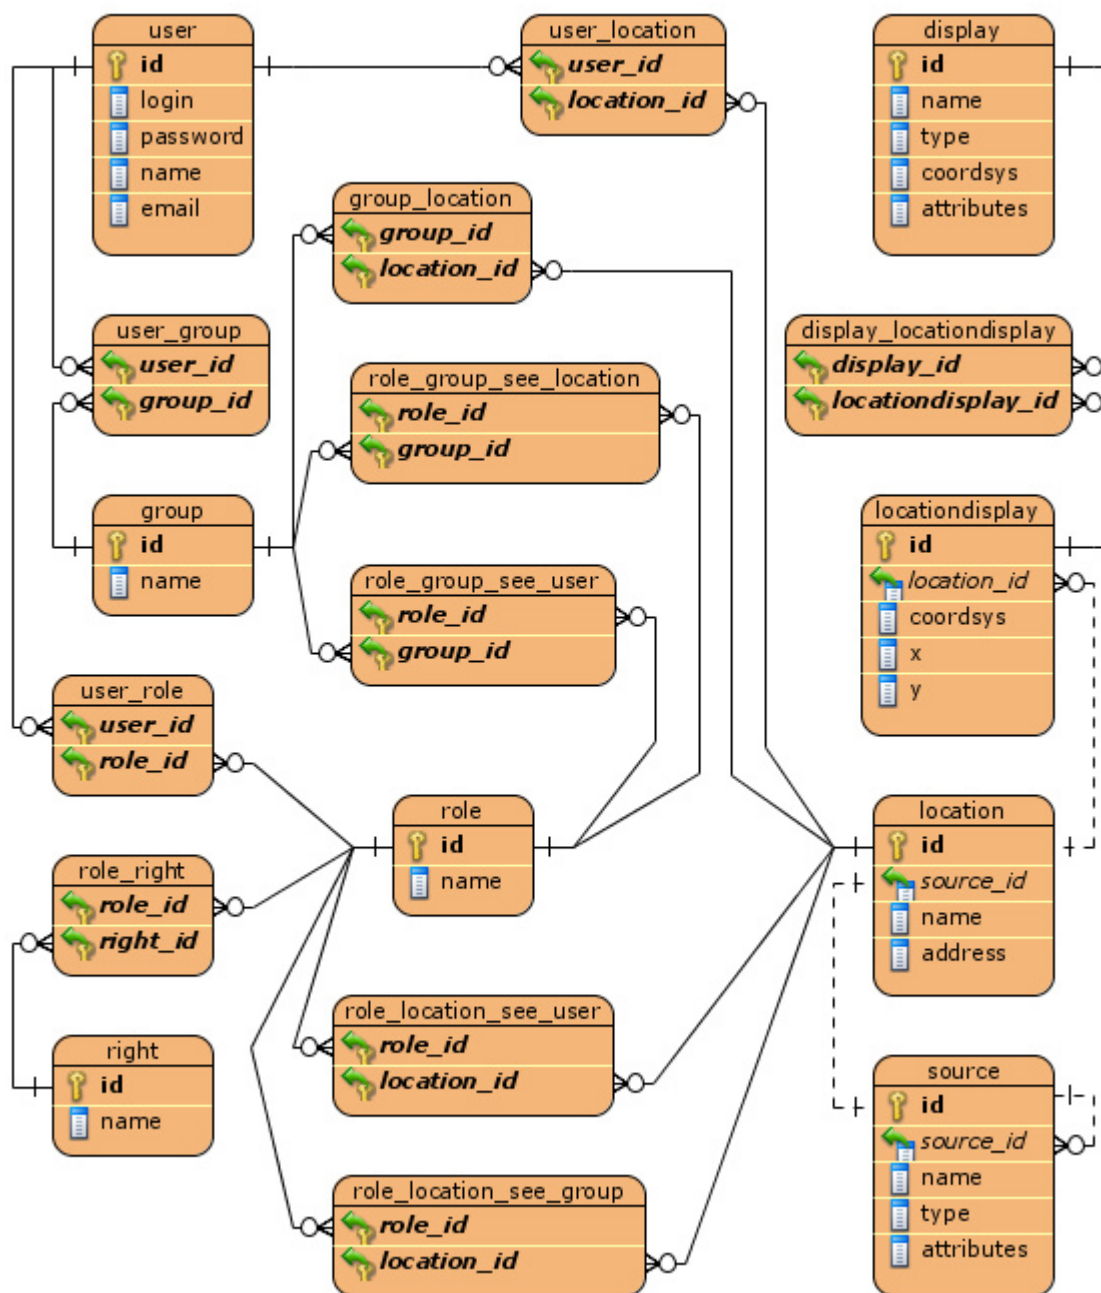 user
id
login
password
name
email
user_location
user_id
location_id
display
id
name
type
coordsys
attributes
group_location
group_id
location_id
user_group
user_id
group_id
role_group_see_location
role_id
group_id
display_locationdisplay
display_id
locationdisplay_id
group
id
name
role_group_see_user
role_id
group_id
locationdisplay
id
location_id
coordsys
x
y
user_role
user_id
role_id
role
id
name
location
id
source_id
name
address
role_right
role_id
right_id
right
id
name
role_location_see_user
role_id
location_id
source
id
source_id
name
type
attributes
role_location_see_group
role_id
location_id